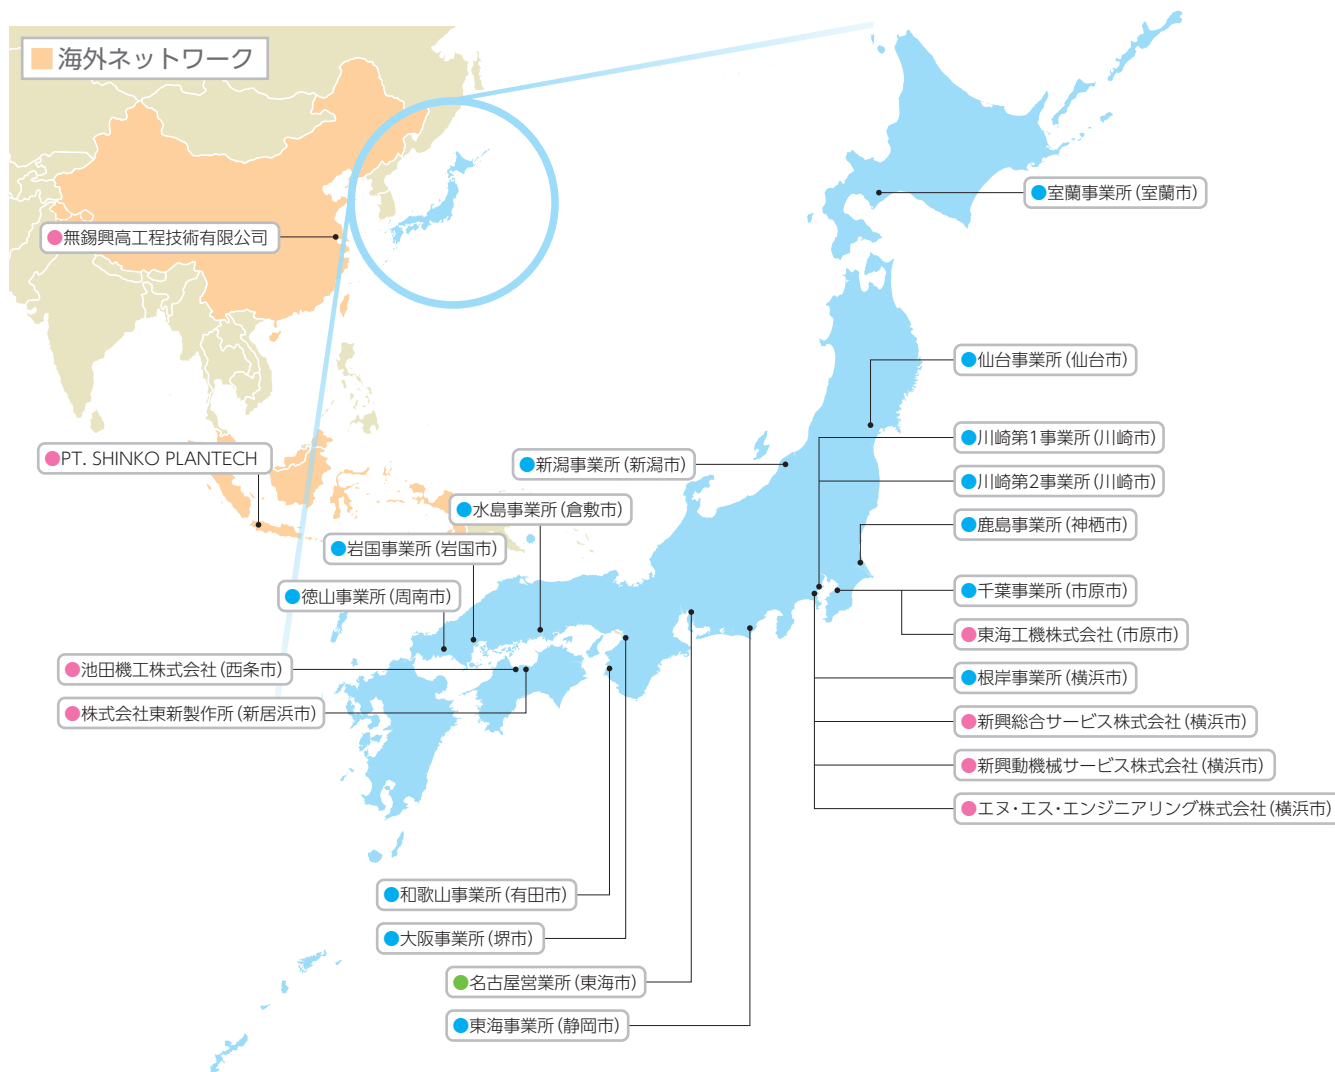 海外ネットワーク
室蘭事業所(室蘭市)
無錫興高工程技術有限公司
仙台事業所(仙台市)
川崎第1事業所(川崎市)
PT. SHINKO PLANTECH
新潟事業所(新潟市)
川崎第2事業所(川崎市)
水島事業所(倉敷市)
鹿島事業所(神栖市)
岩国事業所(岩国市)
徳山事業所(周南市)
千葉事業所(市原市)
東海工機株式会社(市原市)
池田機工株式会社(西条市)
根岸事業所(横浜市)
株式会社東新製作所(新居浜市)
新興総合サービス株式会社(横浜市)
新興動機械サービス株式会社(横浜市)
エヌ・エス・エンジニアリング株式会社(横浜市)
和歌山事業所(有田市)
大阪事業所(堺市)
名古屋営業所(東海市)
東海事業所(静岡市)